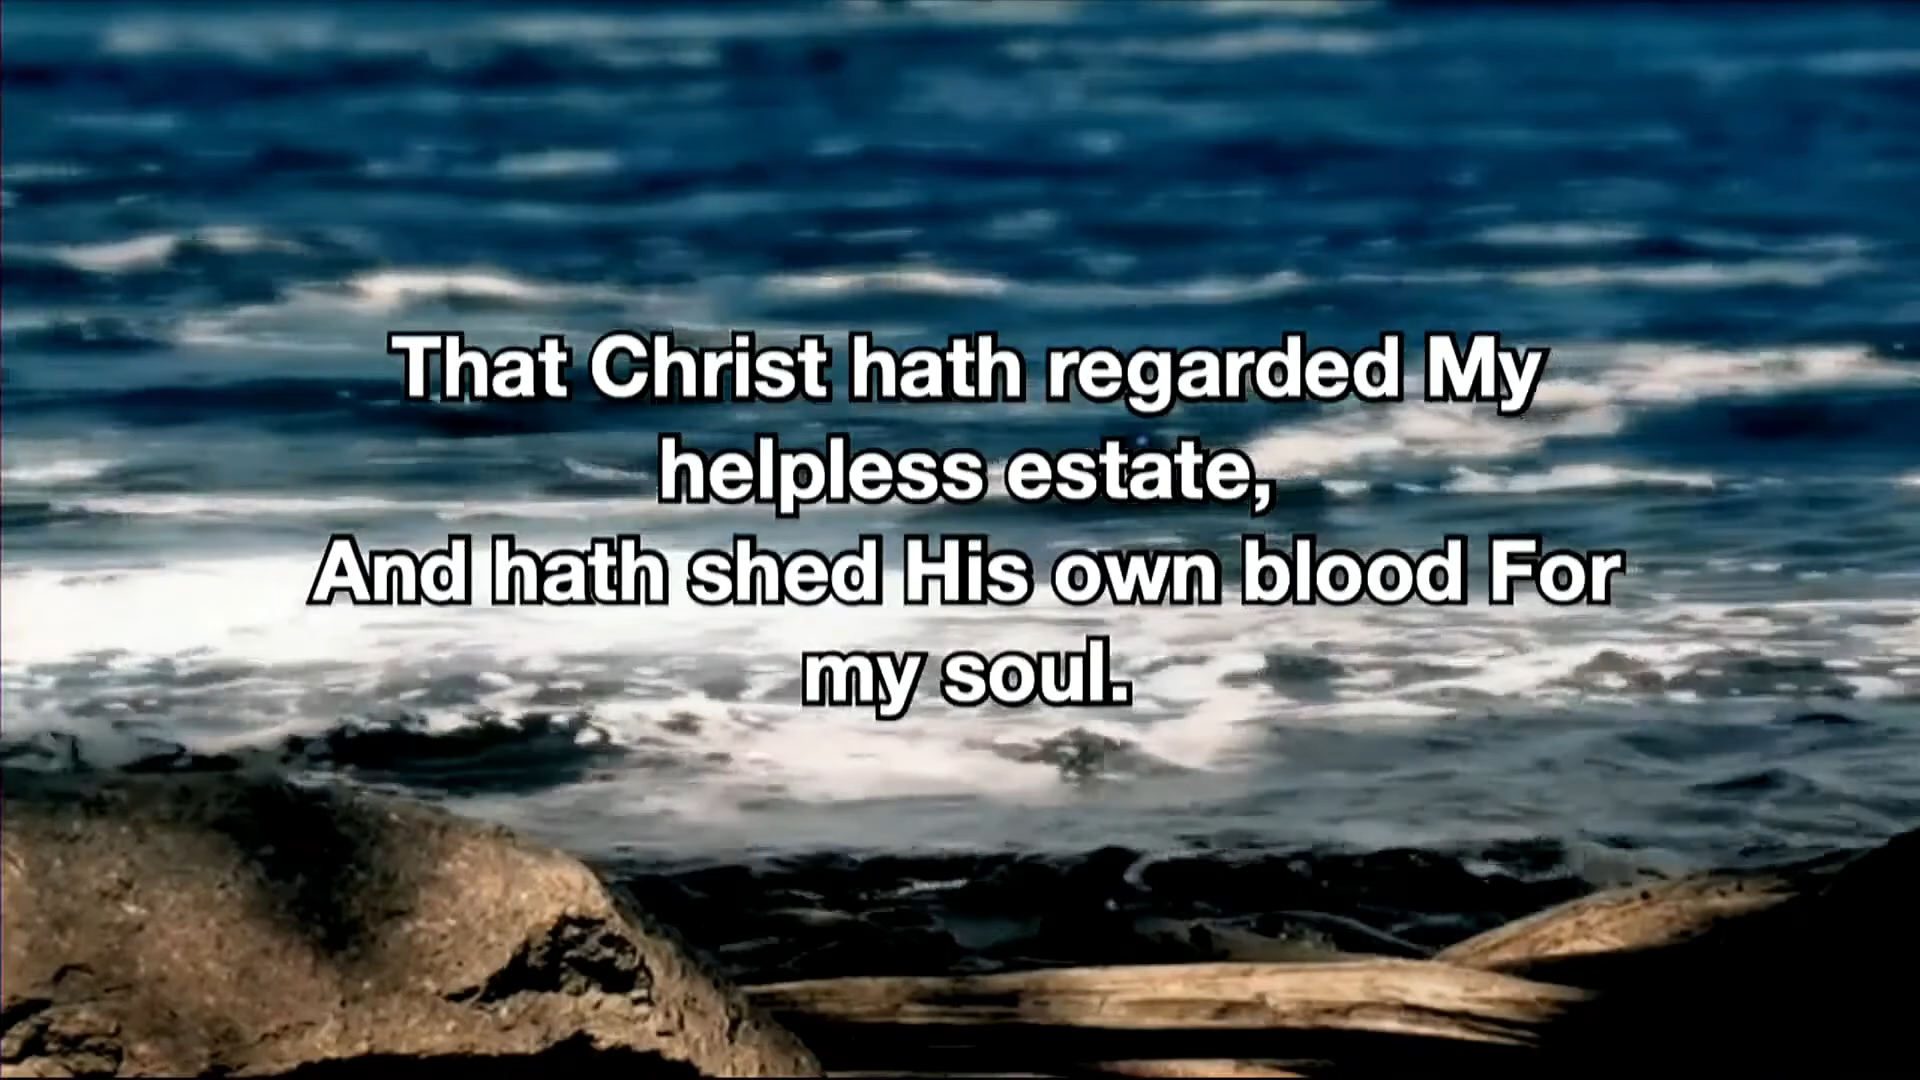 That Christ hath regarded My
helpless estate,
And hath shed His own blood For
my soul.